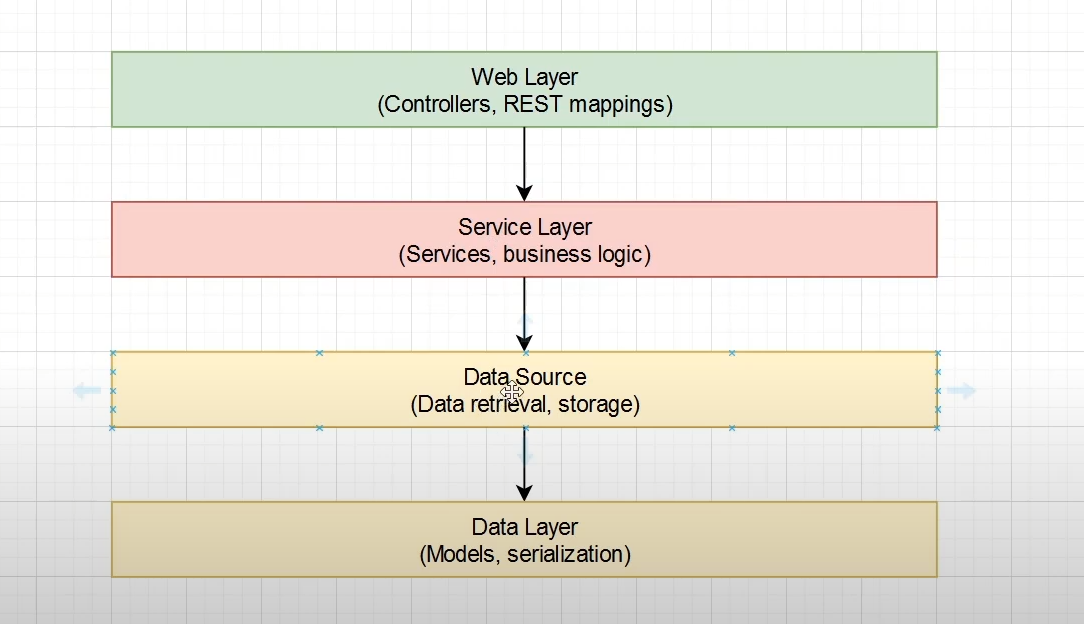 Web Layer
(Controllers, REST mappings)
Service Layer
(Services, business logic)
Data Source
(Data retrieval, storage)
Data Layer
(Models, serialization)